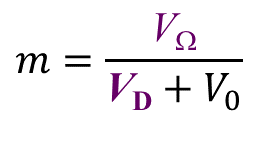 m = V_Ω / (V_D + V_0)